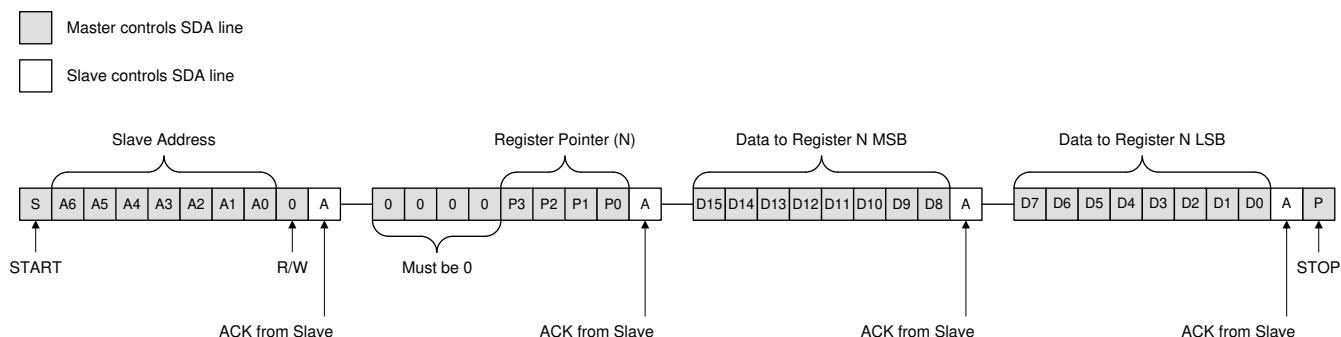 Master controls SDA line
Slave controls SDA line
Slave Address
Register Pointer (N)
Data to Register N MSB
Data to Register N LSB
S A6 A5 A4 A3 A2 A1 A0 0 A 0 0 0 0 P3 P2 P1 P0 A D15 D14 D13 D12 D11 D10 D9 D8 A D7 D6 D5 D4 D3 D2 D1 D0 A P
START
R/W
Must be 0
STOP
ACK from Slave
ACK from Slave
ACK from Slave
ACK from Slave